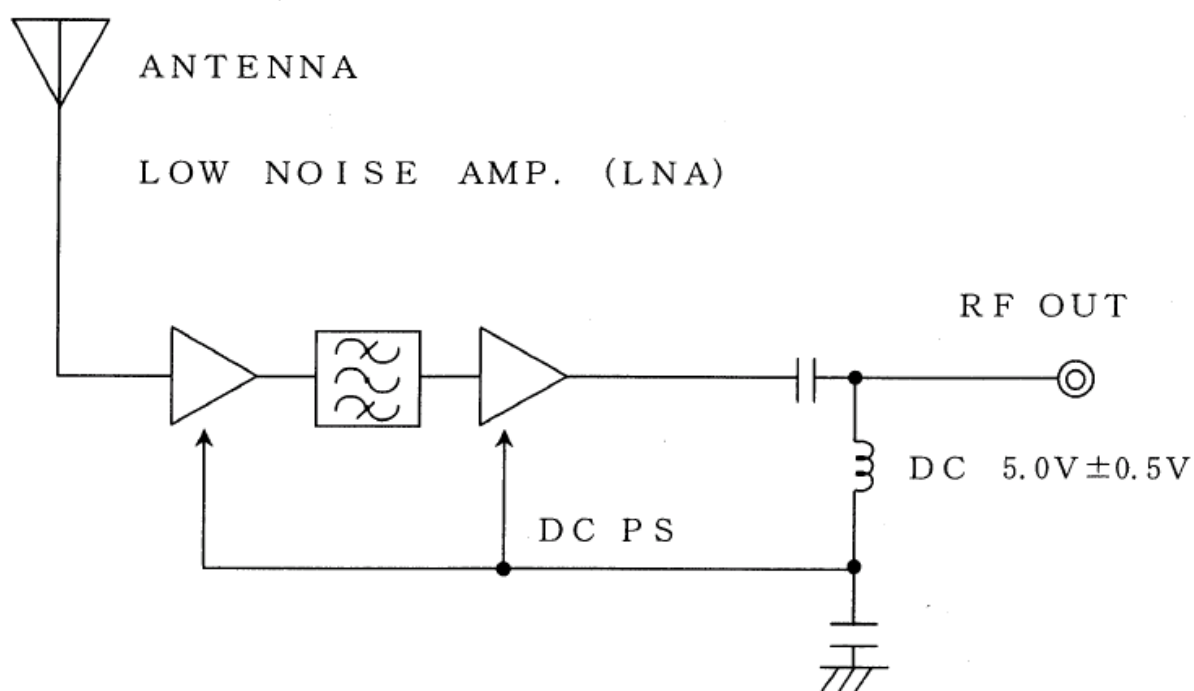 ANTENNA
LOW NOISE AMP. (LNA)
RF OUT
DC 5.0V±0.5V
DC PS